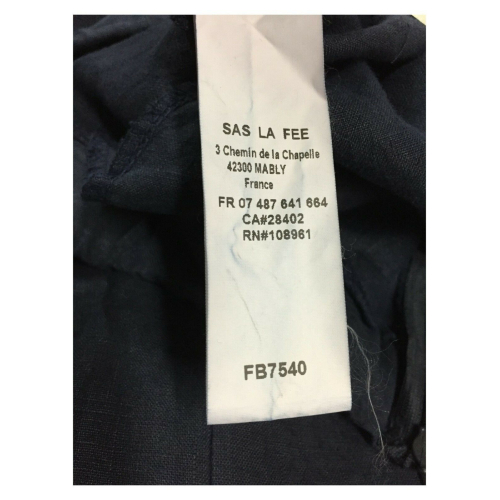 SAS LA FEE
3 Chemin de la Chapelle
42300 MABLY
France
FR 07 487 641 664
CA#28402
RN#108961
FB7540